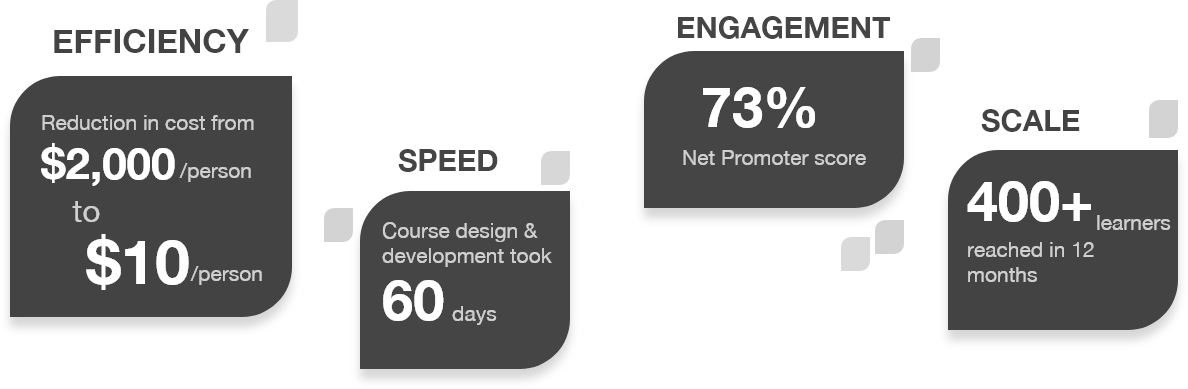 EFFICIENCY
Reduction in cost from
$2,000 /person
to
$10/person
SPEED
Course design &
development took
60 days
ENGAGEMENT
73%
Net Promoter score
SCALE
400+ learners
reached in 12
months